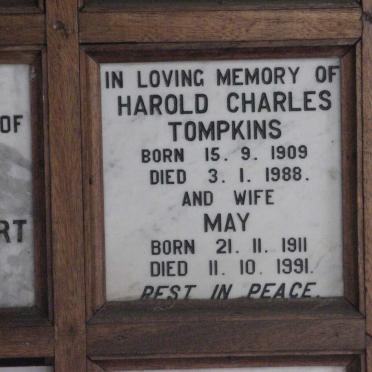 IN LOVING MEMORY OF
HAROLD CHARLES
TOMPKINS
BORN 15. 9. 1909
DIED 3. 1. 1988.
AND WIFE
MAY
BORN 21. 11. 1911
DIED 11. 10. 1991.
REST IN PEACE.
OF
RT